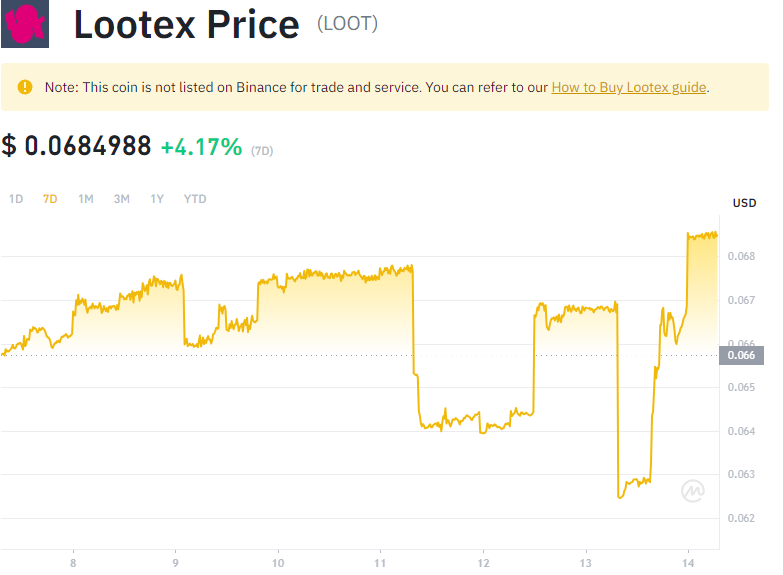 Lootex Price (LOOT)
Note: This coin is not listed on Binance for trade and service. You can refer to our How to Buy Lootex guide.
$ 0.0684988 +4.17% (7D)
1D 7D 1M 3M 1Y YTD
USD
0.068
0.067
0.066
0.066
0.065
0.064
0.063
0.062
8 9 10 11 12 13 14